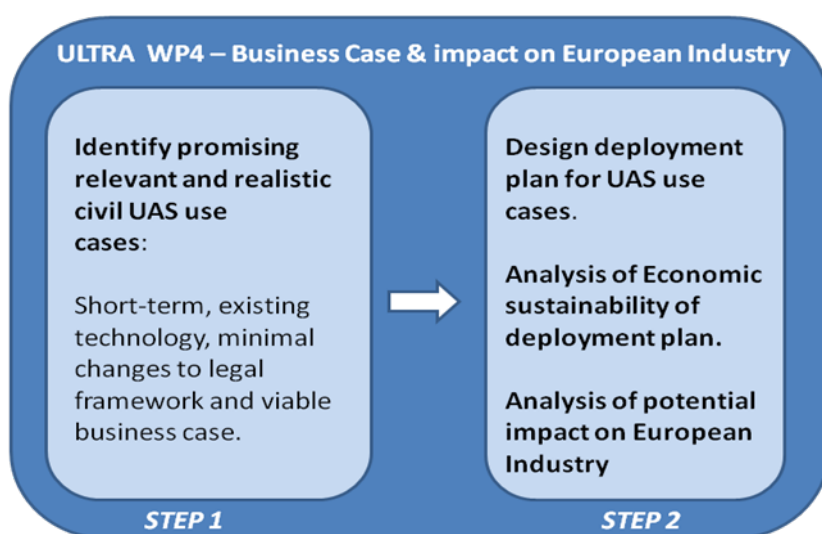 ULTRA WP4 – Business Case & impact on European Industry
Identify promising
relevant and realistic
civil UAS use
cases:
Short-term, existing
technology, minimal
changes to legal
framework and viable
business case.
STEP 1
Design deployment
plan for UAS use
cases.
Analysis of Economic
sustainability of
deployment plan.
Analysis of potential
impact on European
Industry
STEP 2